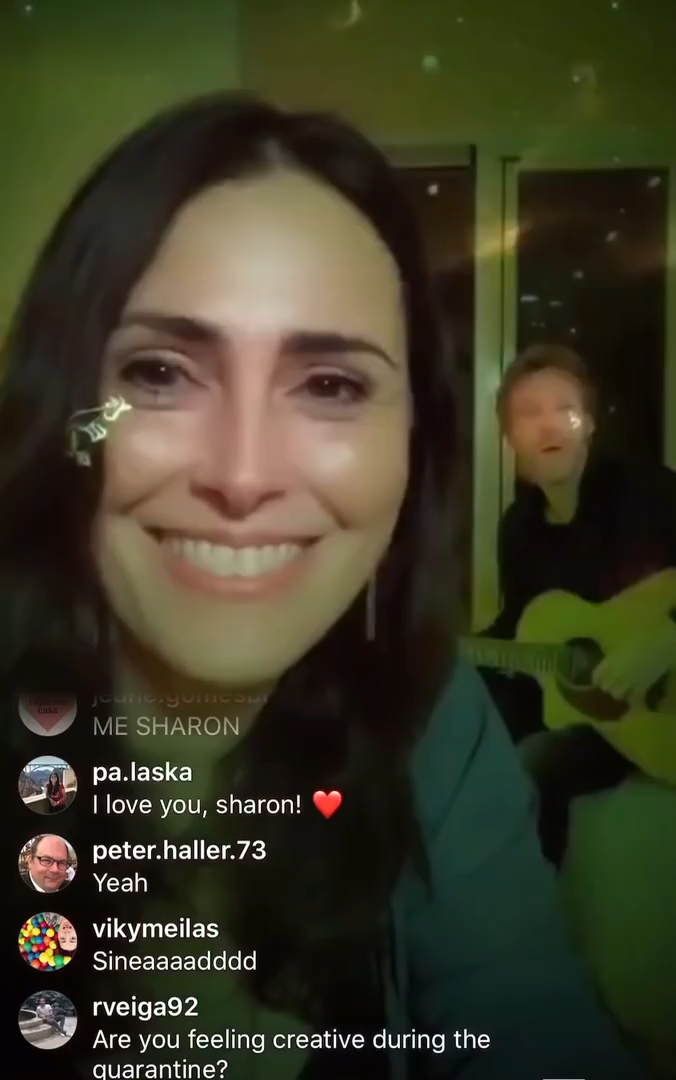 ME SHARON
pa.laska
I love you, sharon! ❤️
peter.haller.73
Yeah
vikymeilas
Sineaaaadddd
rveiga92
Are you feeling creative during the
quarantine?